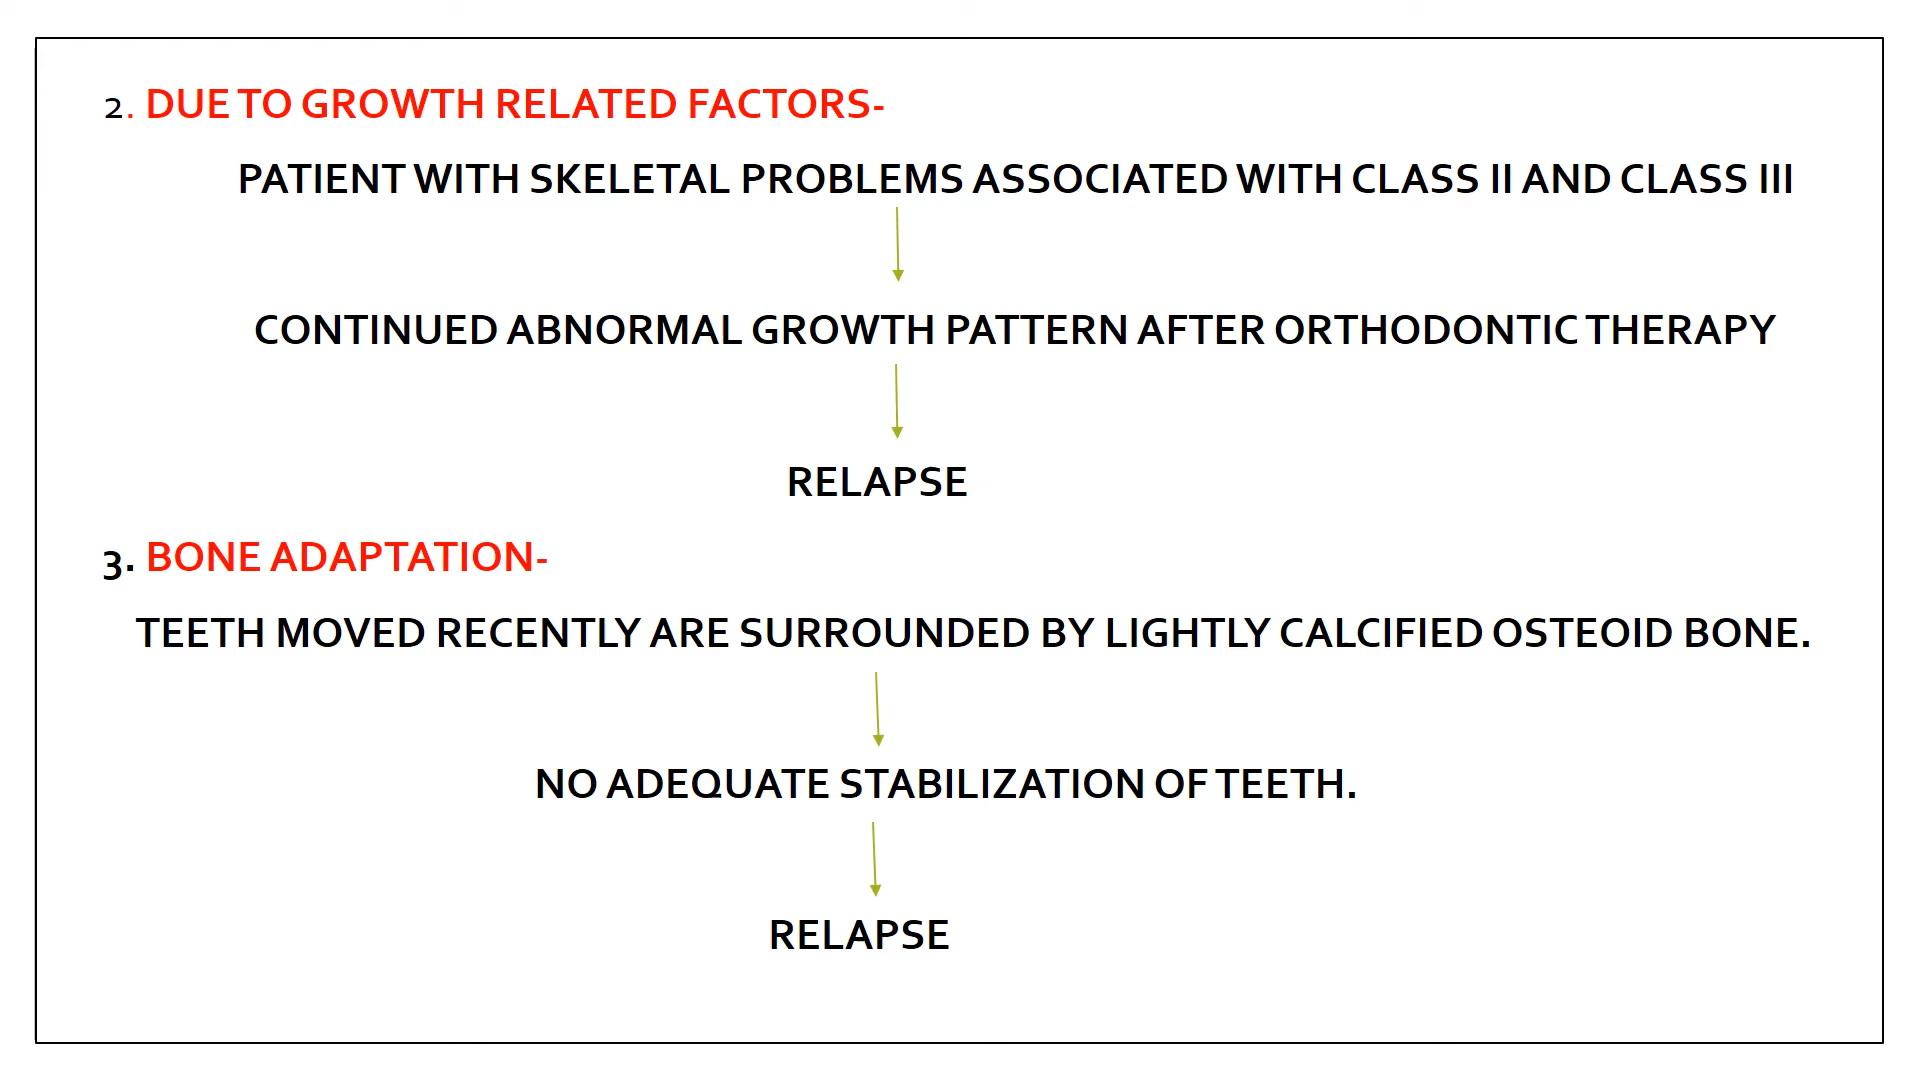 2. DUE TO GROWTH RELATED FACTORS-
PATIENT WITH SKELETAL PROBLEMS ASSOCIATED WITH CLASS II AND CLASS III
CONTINUED ABNORMAL GROWTH PATTERN AFTER ORTHODONTIC THERAPY
RELAPSE
3. BONE ADAPTATION-
TEETH MOVED RECENTLY ARE SURROUNDED BY LIGHTLY CALCIFIED OSTEOID BONE.
NO ADEQUATE STABILIZATION OF TEETH.
RELAPSE